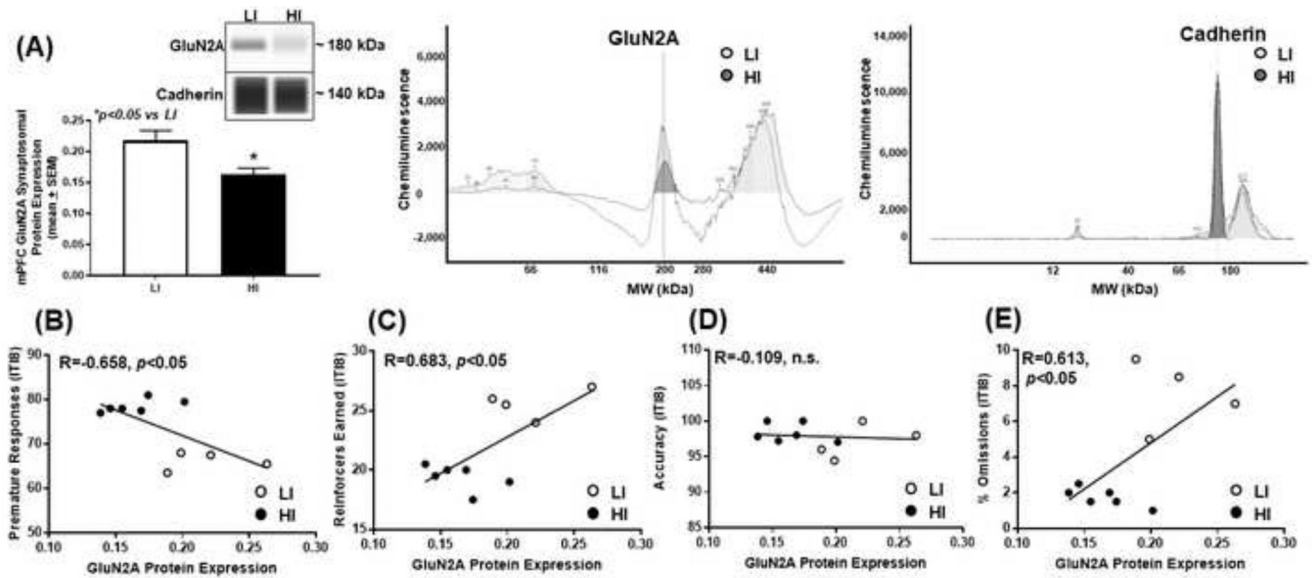 (A)
LI HI
GluN2A ~ 180 kDa
Cadherin ~ 140 kDa
*p<0.05 vs LI
mPFC GluN2A Synaptosomal
Protein Expression
(mean ± SEM)
0.25
0.20
0.15
0.10
0.05
0.00
*
LI HI
GluN2A
LI
HI
Chemiluminescence
6,000
4,000
2,000
0
-2,000
66 116 200 280 440
MW (kDa)
Cadherin
LI
HI
Chemiluminescence
14,000
10,000
6,000
2,000
0
12 40 66 180
MW (kDa)
(B)
R=-0.658, p<0.05
Premature Responses (ITI8)
90
80
70
60
50
LI
HI
0.10 0.15 0.20 0.25 0.30
GluN2A Protein Expression
(C)
R=0.683, p<0.05
Reinforcers Earned (ITI8)
30
25
20
15
LI
HI
0.10 0.15 0.20 0.25 0.30
GluN2A Protein Expression
(D)
R=-0.109, n.s.
Accuracy (ITI8)
110
105
100
95
90
85
LI
HI
0.10 0.15 0.20 0.25 0.30
GluN2A Protein Expression
(E)
R=0.613,
p<0.05
% Omissions (ITI8)
10
8
6
4
2
0
LI
HI
0.10 0.15 0.20 0.25 0.30
GluN2A Protein Expression